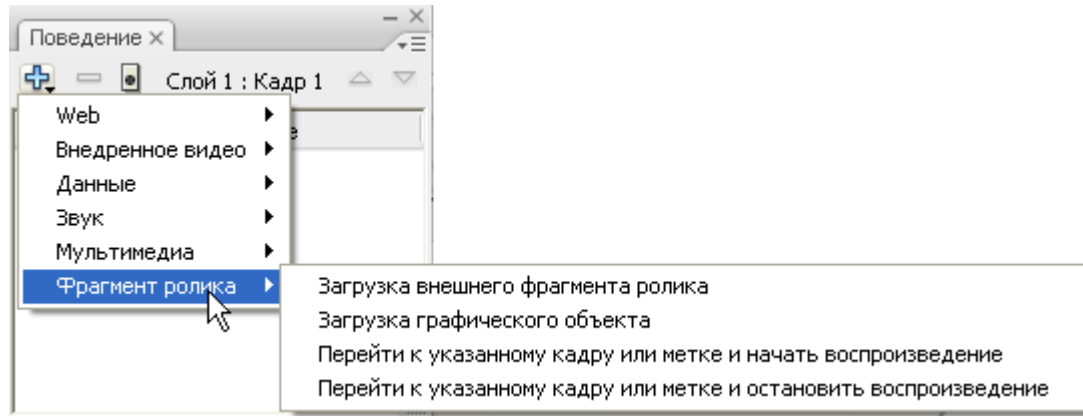 Поведение
Слой 1 : Кадр 1
Web
Внедренное видео
Данные
Звук
Мультимедиа
Фрагмент ролика
Загрузка внешнего фрагмента ролика
Загрузка графического объекта
Перейти к указанному кадру или метке и начать воспроизведение
Перейти к указанному кадру или метке и остановить воспроизведение